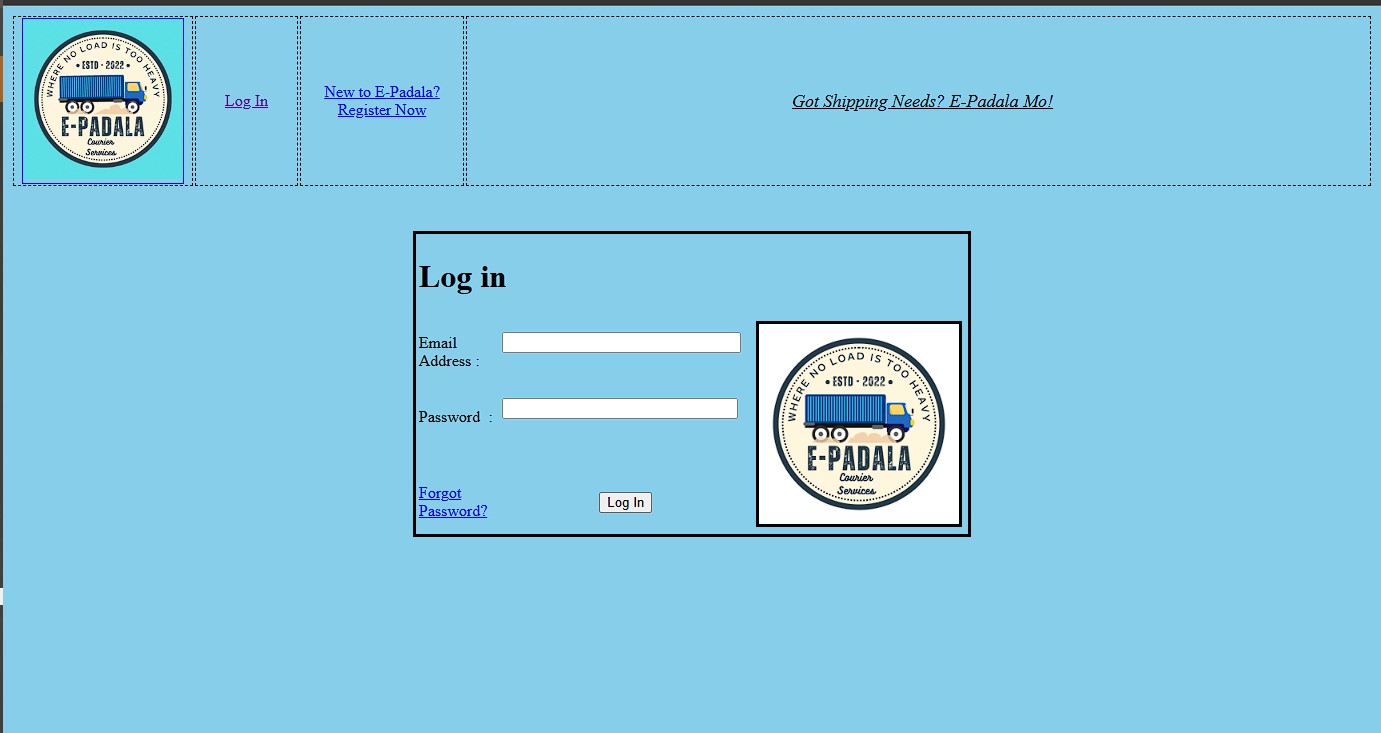 WHERE NO LOAD IS TOO HEAVY
• ESTD - 2022 •
E-PADALA
Courier
Services
Log In
New to E-Padala?
Register Now
Got Shipping Needs? E-Padala Mo!
Log in
Email
Address :
Password :
Forgot
Password?
Log In
WHERE NO LOAD IS TOO HEAVY
• ESTD - 2022 •
E-PADALA
Courier
Services